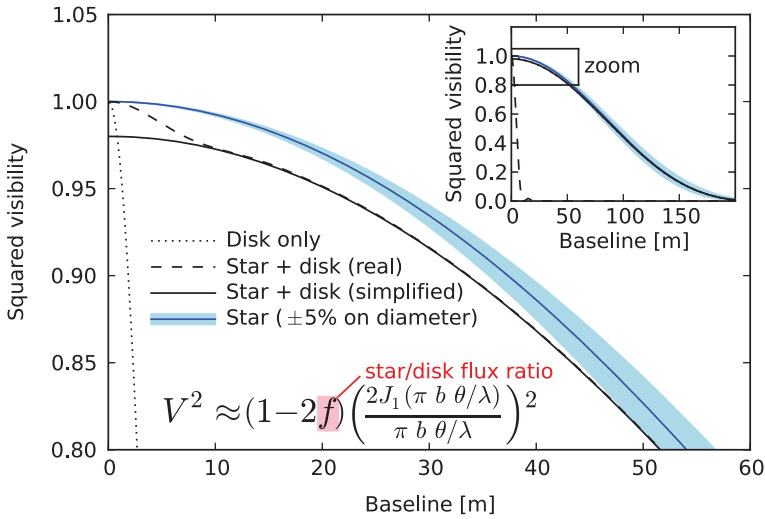 1.05
1.00
0.95
0.90
0.85
0.80
Squared visibility
0 10 20 30 40 50 60
Baseline [m]
Disk only
Star + disk (real)
Star + disk (simplified)
Star (±5% on diameter)
star/disk flux ratio
V² ≈(1−2f)(2J₁(π b θ/λ)/π b θ/λ)²
1.0
0.8
0.6
0.4
0.2
0.0
Squared visibility
zoom
0 50 100 150
Baseline [m]